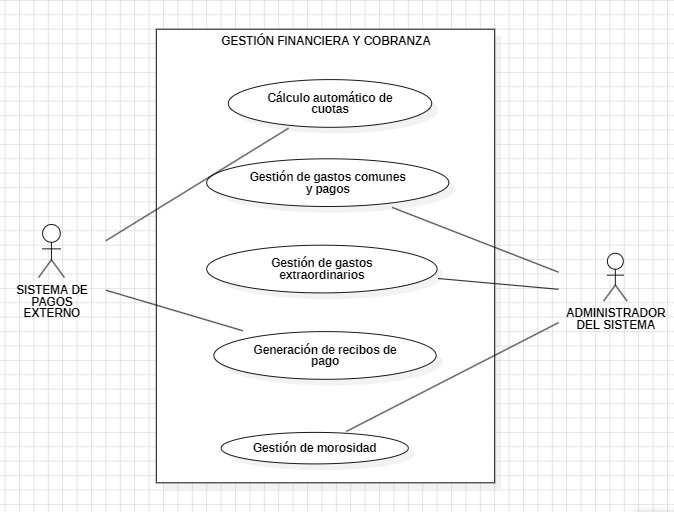 GESTIÓN FINANCIERA Y COBRANZA
Cálculo automático de
cuotas
Gestión de gastos comunes
y pagos
Gestión de gastos
extraordinarios
Generación de recibos de
pago
Gestión de morosidad
SISTEMA DE
PAGOS
EXTERNO
ADMINISTRADOR
DEL SISTEMA